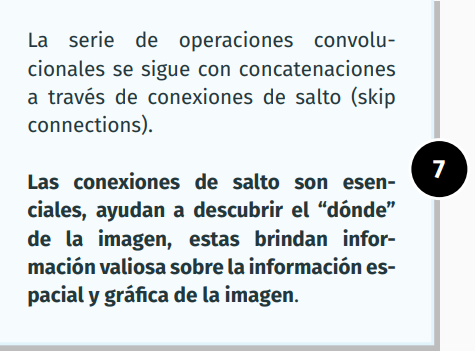 La serie de operaciones convolu-
cionales se sigue con concatenaciones
a través de conexiones de salto (skip
connections).
Las conexiones de salto son esen-
ciales, ayudan a descubrir el “dónde”
de la imagen, estas brindan infor-
mación valiosa sobre la información es-
pacial y gráfica de la imagen.
7